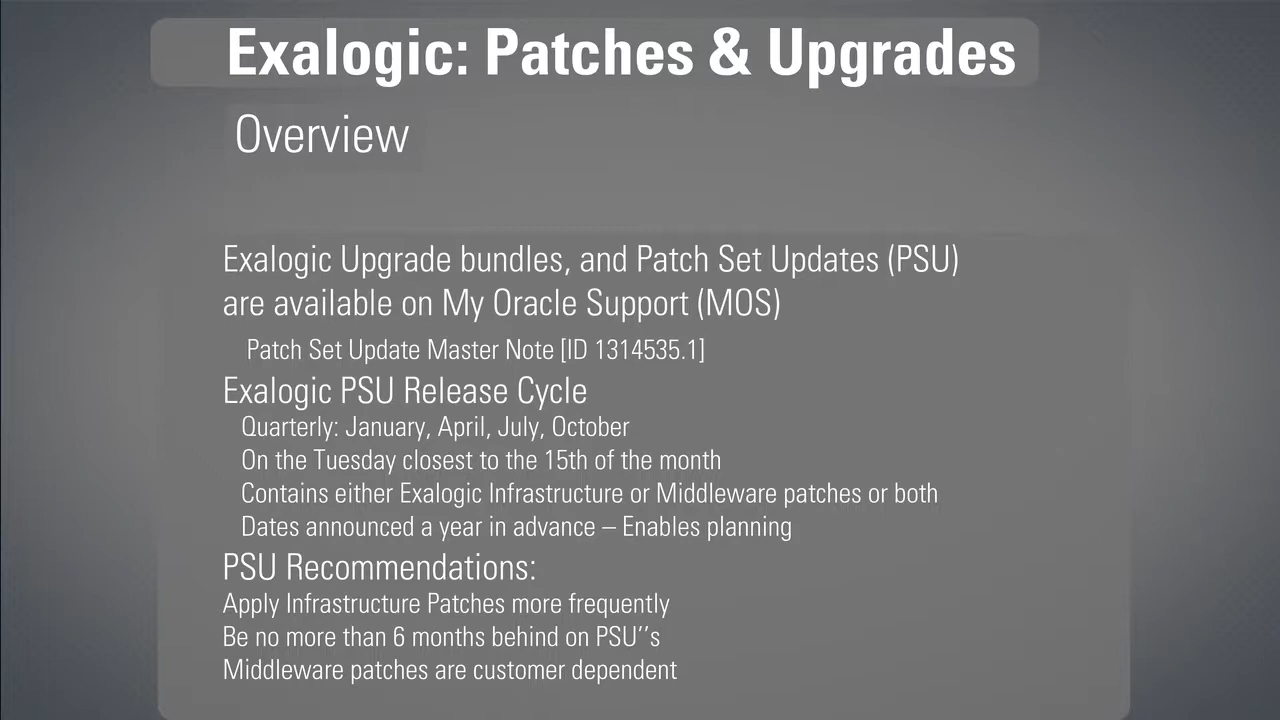 Exalogic: Patches & Upgrades
Overview
Exalogic Upgrade bundles, and Patch Set Updates (PSU)
are available on My Oracle Support (MOS)
Patch Set Update Master Note [ID 1314535.1]
Exalogic PSU Release Cycle
Quarterly: January, April, July, October
On the Tuesday closest to the 15th of the month
Contains either Exalogic Infrastructure or Middleware patches or both
Dates announced a year in advance – Enables planning
PSU Recommendations:
Apply Infrastructure Patches more frequently
Be no more than 6 months behind on PSU’’s
Middleware patches are customer dependent